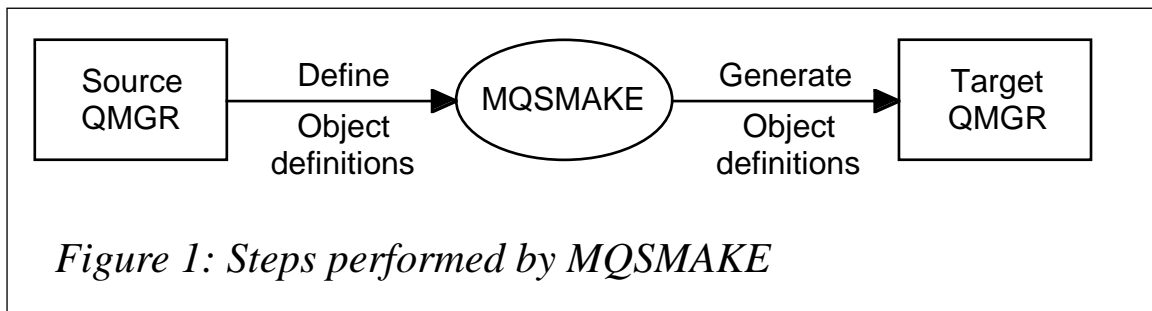 Source
QMGR
Define
Object
definitions
MQSMAKE
Generate
Object
definitions
Target
QMGR
Figure 1: Steps performed by MQSMAKE